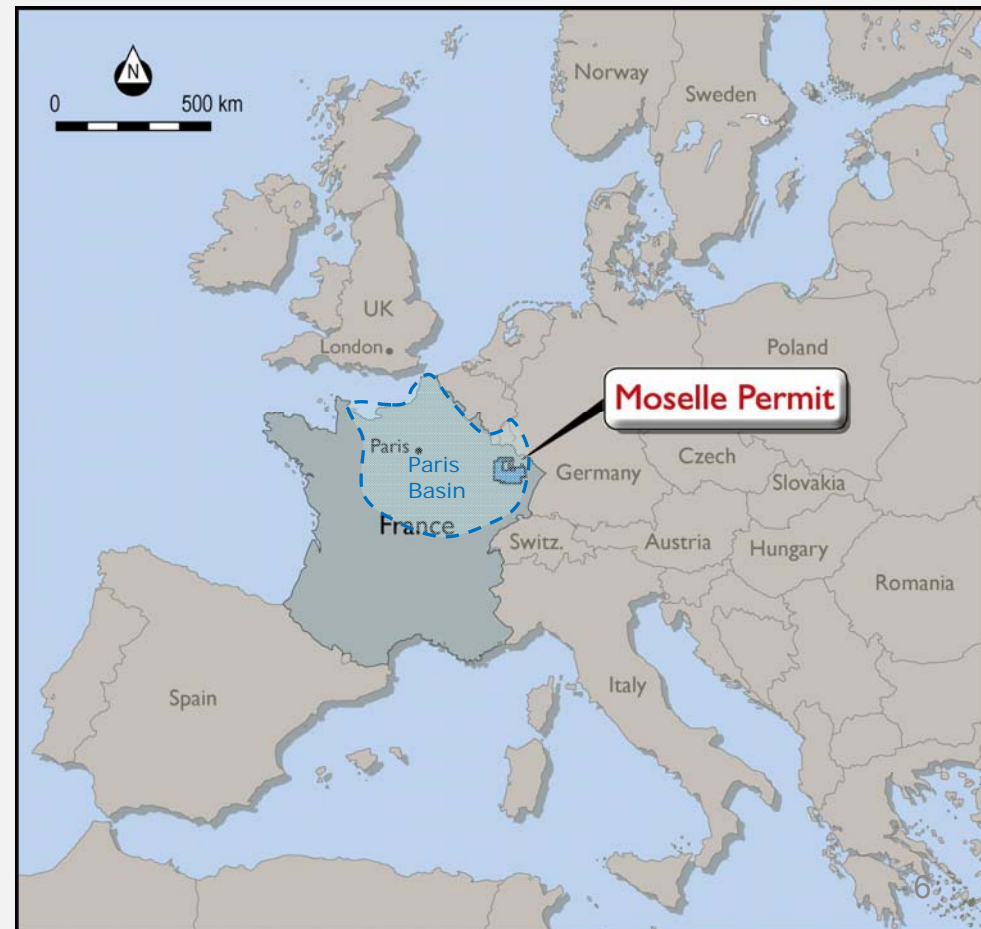 N
0 500 km
Norway
Sweden
UK
London
Poland
Moselle Permit
Paris
Paris
Basin
Germany
Czech
Slovakia
France
Switz.
Austria
Hungary
Romania
Italy
Spain
6